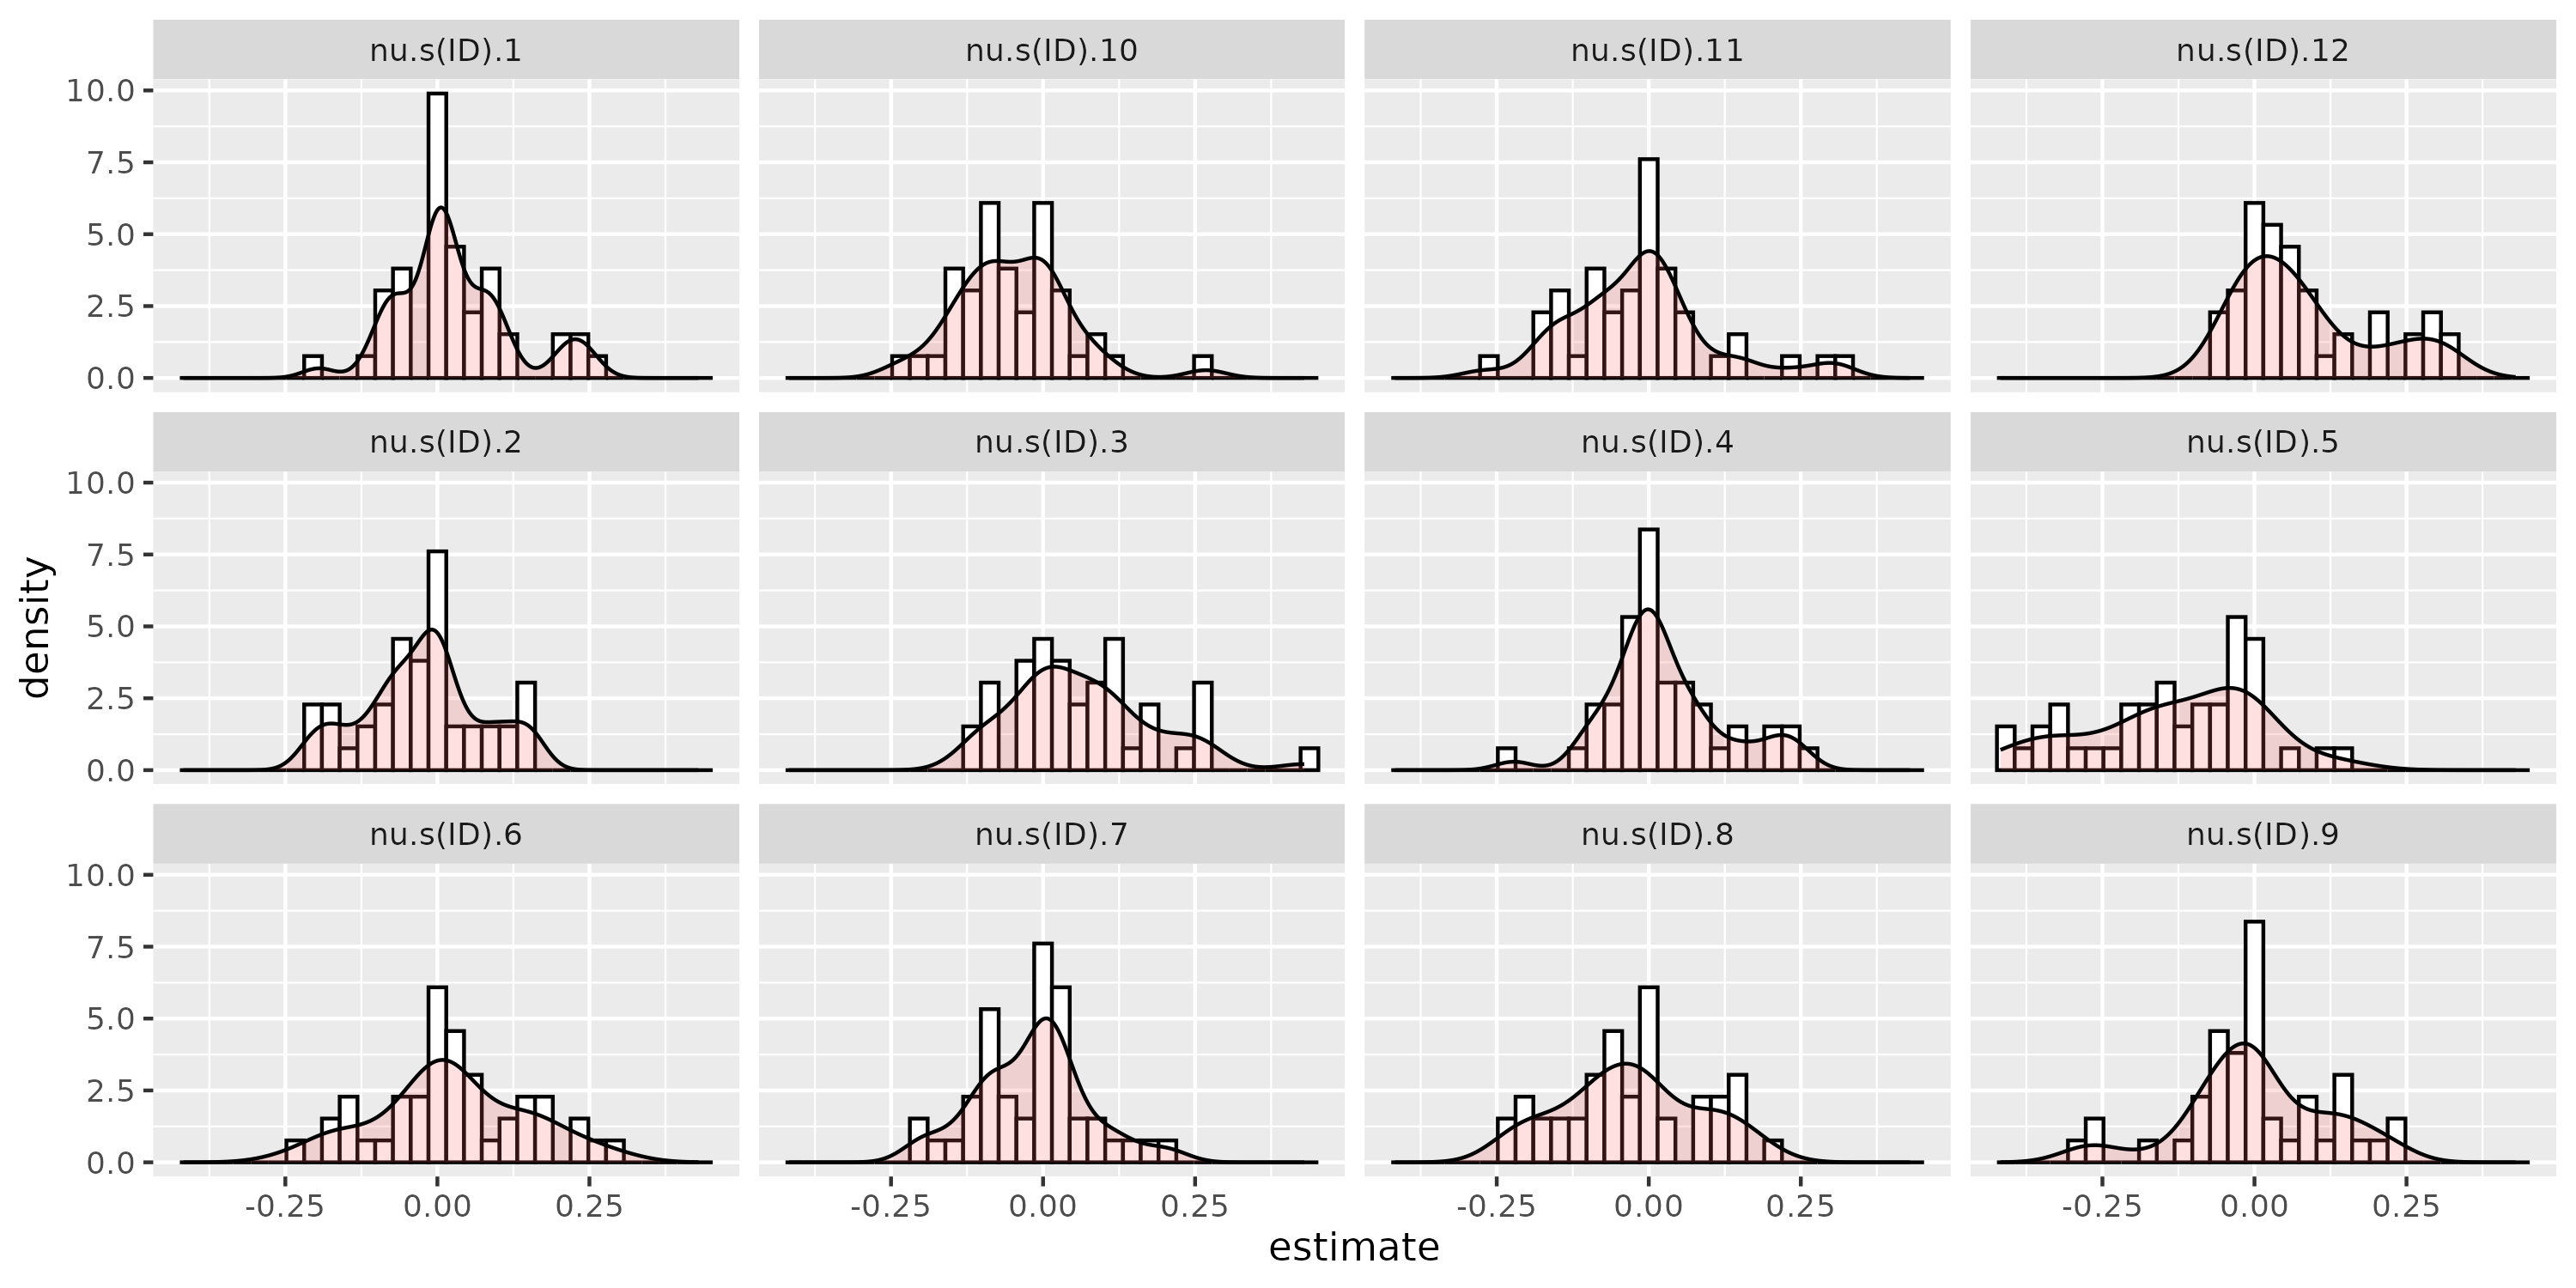 nu.s(ID).1 nu.s(ID).10 nu.s(ID).11 nu.s(ID).12
10.0
7.5
5.0
2.5
0.0
nu.s(ID).2 nu.s(ID).3 nu.s(ID).4 nu.s(ID).5
10.0
7.5
5.0
2.5
0.0
density
nu.s(ID).6 nu.s(ID).7 nu.s(ID).8 nu.s(ID).9
10.0
7.5
5.0
2.5
0.0
-0.25 0.00 0.25 -0.25 0.00 0.25 -0.25 0.00 0.25 -0.25 0.00 0.25
estimate